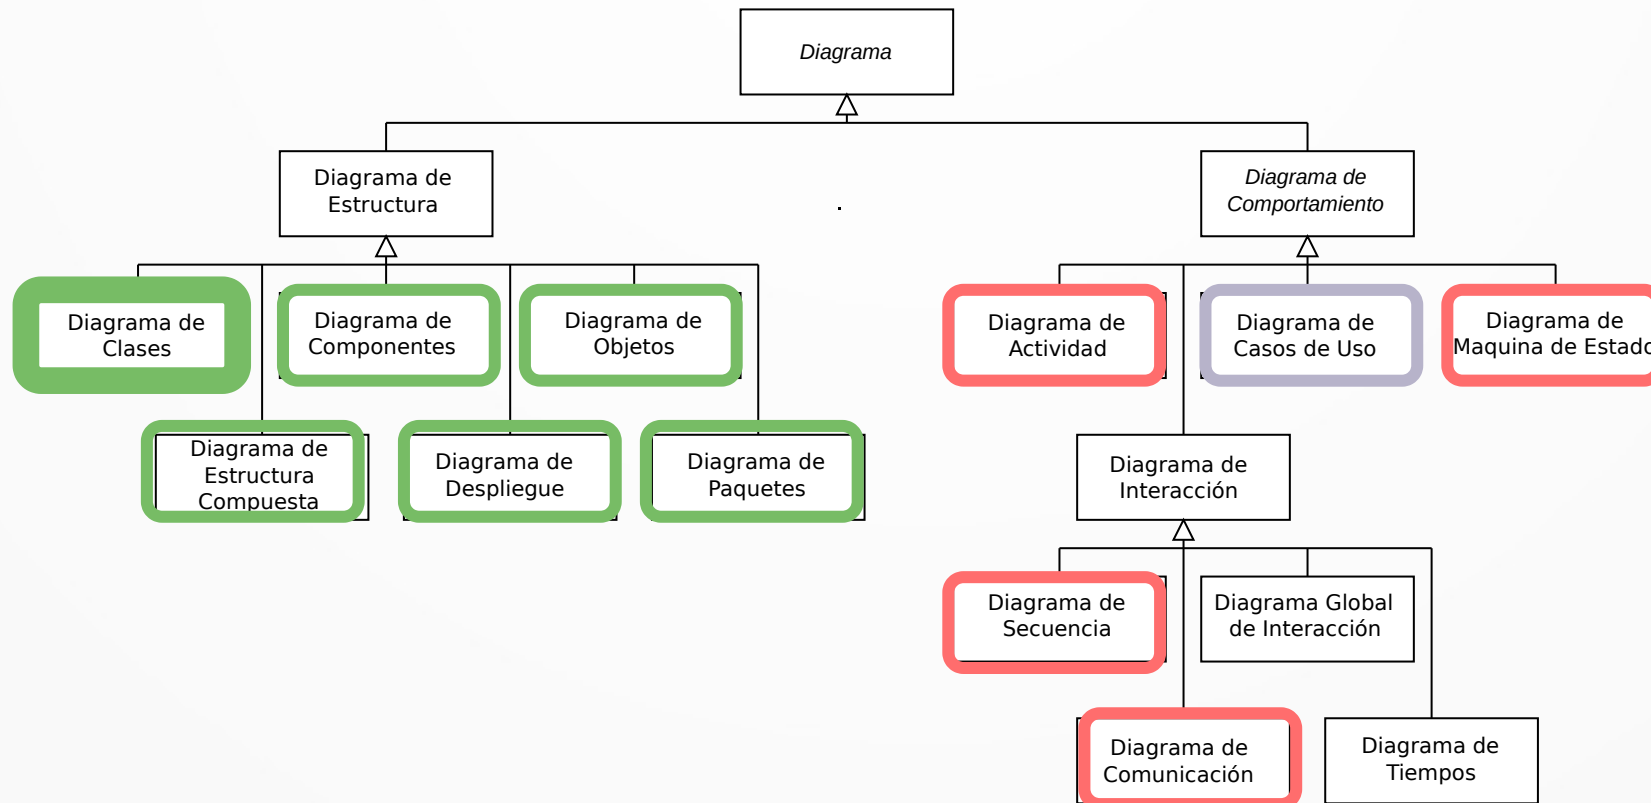 Diagrama
Diagrama de
Estructura
Diagrama de
Comportamiento
Diagrama de
Clases
Diagrama de
Componentes
Diagrama de
Objetos
Diagrama de
Actividad
Diagrama de
Casos de Uso
Diagrama de
Maquina de Estado
Diagrama de
Estructura
Compuesta
Diagrama de
Despliegue
Diagrama de
Paquetes
Diagrama de
Interacción
Diagrama de
Secuencia
Diagrama Global
de Interacción
Diagrama de
Comunicación
Diagrama de
Tiempos